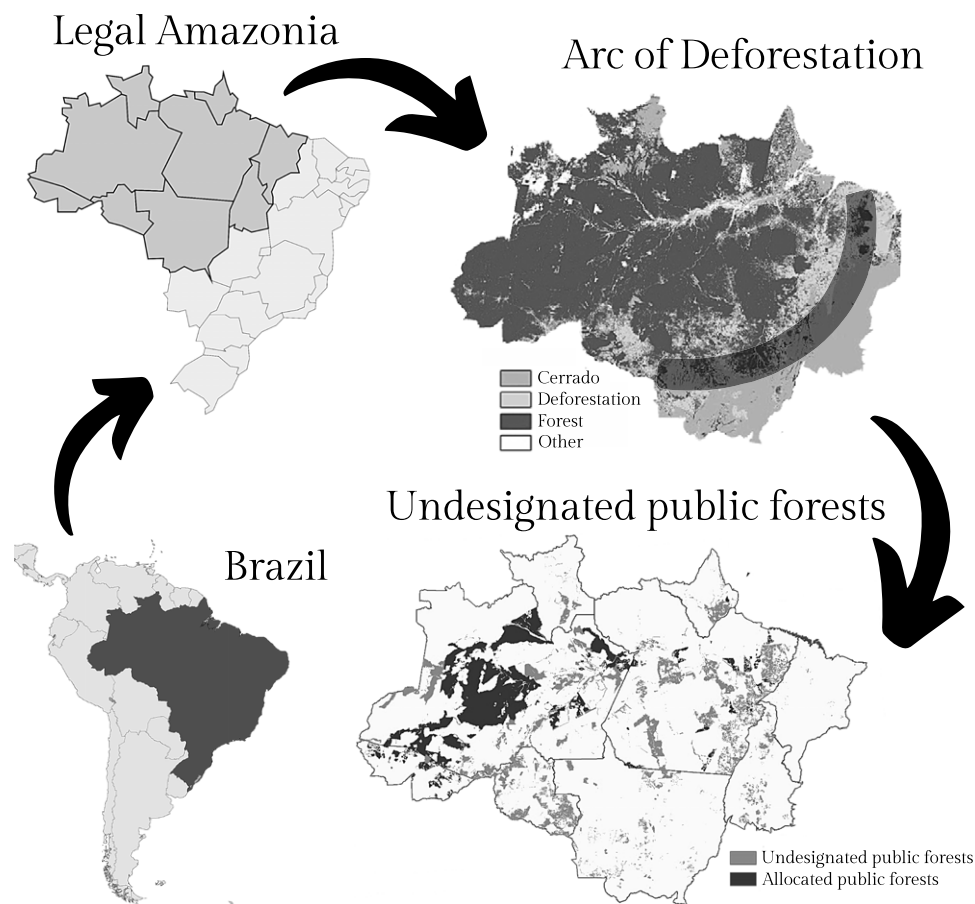 Legal Amazonia
Arc of Deforestation
Cerrado
Deforestation
Forest
Other
Undesignated public forests
Brazil
Undesignated public forests
Allocated public forests